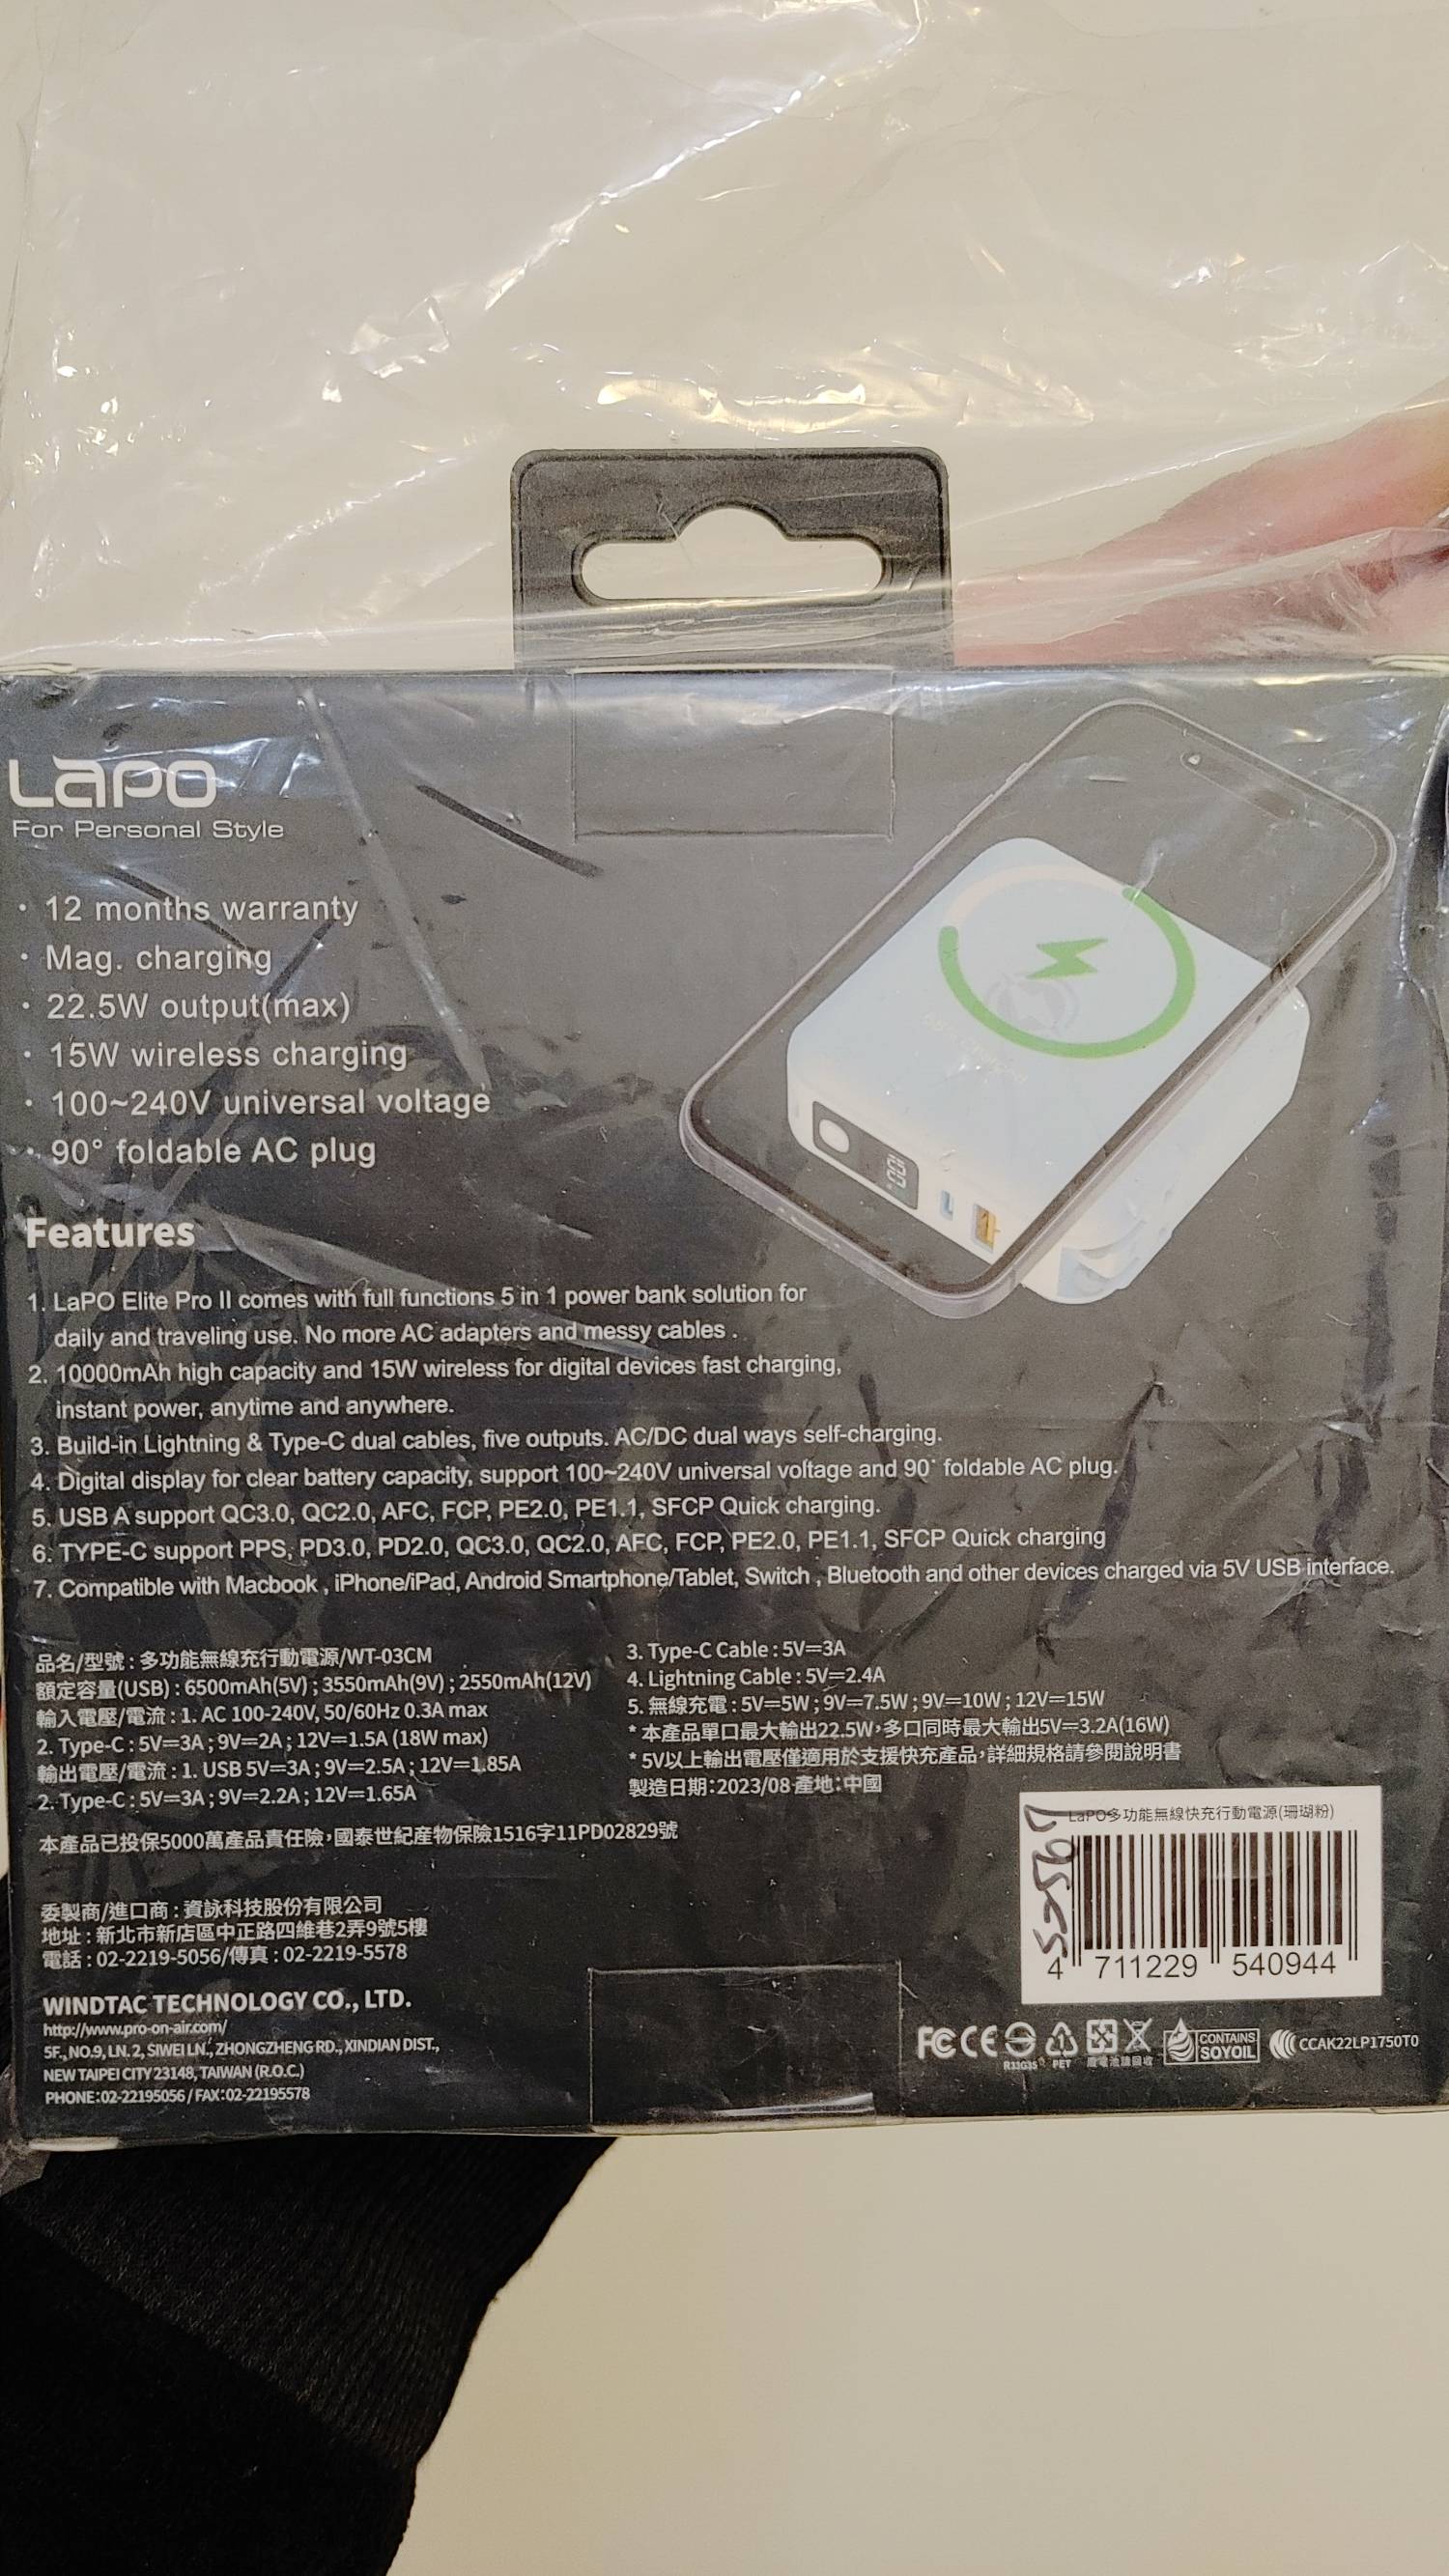 LaPO
For Personal Style
• 12 months warranty
• Mag. charging
• 22.5W output(max)
• 15W wireless charging
• 100~240V universal voltage
• 90° foldable AC plug
Features
1. LaPO Elite Pro II comes with full functions 5 in 1 power bank solution for
daily and traveling use. No more AC adapters and messy cables .
2. 10000mAh high capacity and 15W wireless for digital devices fast charging,
instant power, anytime and anywhere.
3. Build-in Lightning & Type-C dual cables, five outputs. AC/DC dual ways self-charging.
4. Digital display for clear battery capacity, support 100~240V universal voltage and 90° foldable AC plug.
5. USB A support QC3.0, QC2.0, AFC, FCP, PE2.0, PE1.1, SFCP Quick charging.
6. TYPE-C support PPS, PD3.0, PD2.0, QC3.0, QC2.0, AFC, FCP, PE2.0, PE1.1, SFCP Quick charging
7. Compatible with Macbook , iPhone/iPad, Android Smartphone/Tablet, Switch , Bluetooth and other devices charged via 5V USB interface.
品名/型號 : 多功能無線充行動電源/WT-03CM
額定容量(USB) : 6500mAh(5V) ; 3550mAh(9V) ; 2550mAh(12V)
輸入電壓/電流 : 1. AC 100-240V, 50/60Hz 0.3A max
2. Type-C : 5V=3A ; 9V=2A ; 12V=1.5A (18W max)
輸出電壓/電流 : 1. USB 5V=3A ; 9V=2.5A ; 12V=1.85A
2. Type-C : 5V=3A ; 9V=2.2A ; 12V=1.65A
3. Type-C Cable : 5V=3A
4. Lightning Cable : 5V=2.4A
5. 無線充電 : 5V=5W ; 9V=7.5W ; 9V=10W ; 12V=15W
* 本產品單口最大輸出22.5W,多口同時最大輸出5V=3.2A(16W)
* 5V以上輸出電壓僅適用於支援快充產品,詳細規格請參閱說明書
製造日期:2023/08 產地:中國
本產品已投保5000萬產品責任險,國泰世紀產物保險1516字11PD02829號
委製商/進口商 : 資詠科技股份有限公司
地址 : 新北市新店區中正路四維巷2弄9號5樓
電話 : 02-2219-5056/傳真 : 02-2219-5578
WINDTAC TECHNOLOGY CO., LTD.
http://www.pro-on-air.com/
5F., NO.9, LN. 2, SIWEI LN., ZHONGZHENG RD., XINDIAN DIST.,
NEW TAIPEI CITY 23148, TAIWAN (R.O.C.)
PHONE:02-22195056 / FAX:02-22195578
LaPO多功能無線快充行動電源(珊瑚粉)
4 711229 540944
FC CE
R33G35 PET 廢電池請回收
CONTAINS
SOYOIL
CCAK22LP1750T0